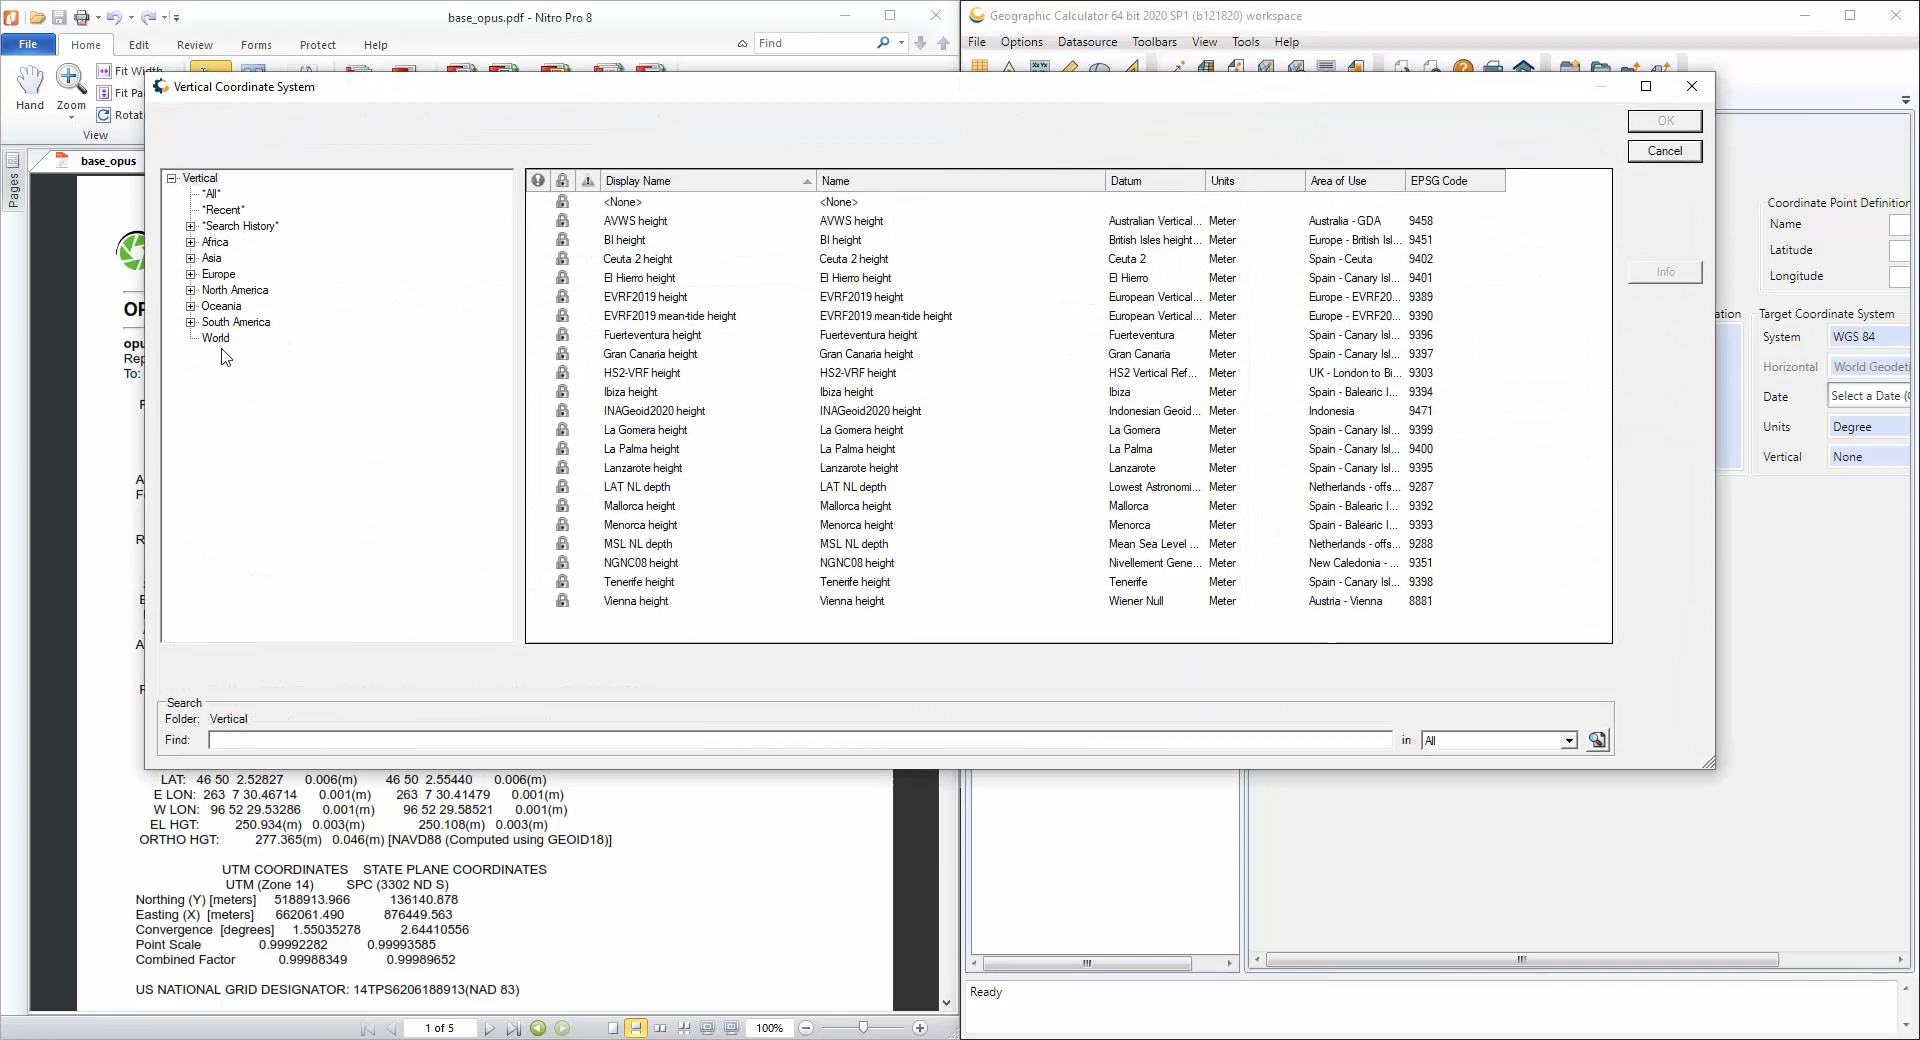 base_opus.pdf - Nitro Pro 8
File
Home
Edit
Review
Forms
Protect
Help
Find
Hand
Zoom
Fit Width
Fit Pa
Rotat
View
Pages
base_opus
Geographic Calculator 64 bit 2020 SP1 (b121820) workspace
File Options Datasource Toolbars View Tools Help
Vertical Coordinate System
OK
Cancel
Info
Vertical
*All*
*Recent*
*Search History*
Africa
Asia
Europe
North America
Oceania
South America
World
Display Name Name Datum Units Area of Use EPSG Code
<None> <None>
AVWS height AVWS height Australian Vertical... Meter Australia - GDA 9458
BI height BI height British Isles height... Meter Europe - British Isl... 9451
Ceuta 2 height Ceuta 2 height Ceuta 2 Meter Spain - Ceuta 9402
El Hierro height El Hierro height El Hierro Meter Spain - Canary Isl... 9401
EVRF2019 height EVRF2019 height European Vertical... Meter Europe - EVRF20... 9389
EVRF2019 mean-tide height EVRF2019 mean-tide height European Vertical... Meter Europe - EVRF20... 9390
Fuerteventura height Fuerteventura height Fuerteventura Meter Spain - Canary Isl... 9396
Gran Canaria height Gran Canaria height Gran Canaria Meter Spain - Canary Isl... 9397
HS2-VRF height HS2-VRF height HS2 Vertical Ref... Meter UK - London to Bi... 9303
Ibiza height Ibiza height Ibiza Meter Spain - Balearic I... 9394
INAGeoid2020 height INAGeoid2020 height Indonesian Geoid... Meter Indonesia 9471
La Gomera height La Gomera height La Gomera Meter Spain - Canary Isl... 9399
La Palma height La Palma height La Palma Meter Spain - Canary Isl... 9400
Lanzarote height Lanzarote height Lanzarote Meter Spain - Canary Isl... 9395
LAT NL depth LAT NL depth Lowest Astronomi... Meter Netherlands - offs... 9287
Mallorca height Mallorca height Mallorca Meter Spain - Balearic I... 9392
Menorca height Menorca height Menorca Meter Spain - Balearic I... 9393
MSL NL depth MSL NL depth Mean Sea Level ... Meter Netherlands - offs... 9288
NGNC08 height NGNC08 height Nivellement Gene... Meter New Caledonia - ... 9351
Tenerife height Tenerife height Tenerife Meter Spain - Canary Isl... 9398
Vienna height Vienna height Wiener Null Meter Austria - Vienna 8881
Search
Folder: Vertical
Find:
in All
Coordinate Point Definition
Name
Latitude
Longitude
ation
Target Coordinate System
System WGS 84
Horizontal World Geodeti
Date Select a Date (
Units Degree
Vertical None
OP
opu
Rep
To:
LAT: 46 50 2.52827 0.006(m) 46 50 2.55440 0.006(m)
E LON: 263 7 30.46714 0.001(m) 263 7 30.41479 0.001(m)
W LON: 96 52 29.53286 0.001(m) 96 52 29.58521 0.001(m)
EL HGT: 250.934(m) 0.003(m) 250.108(m) 0.003(m)
ORTHO HGT: 277.365(m) 0.046(m) [NAVD88 (Computed using GEOID18)]
UTM COORDINATES STATE PLANE COORDINATES
UTM (Zone 14) SPC (3302 ND S)
Northing (Y) [meters] 5188913.966 136140.878
Easting (X) [meters] 662061.490 876449.563
Convergence [degrees] 1.55035278 2.64410556
Point Scale 0.99992282 0.99993585
Combined Factor 0.99988349 0.99989652
US NATIONAL GRID DESIGNATOR: 14TPS6206188913(NAD 83)
1 of 5
100%
Ready